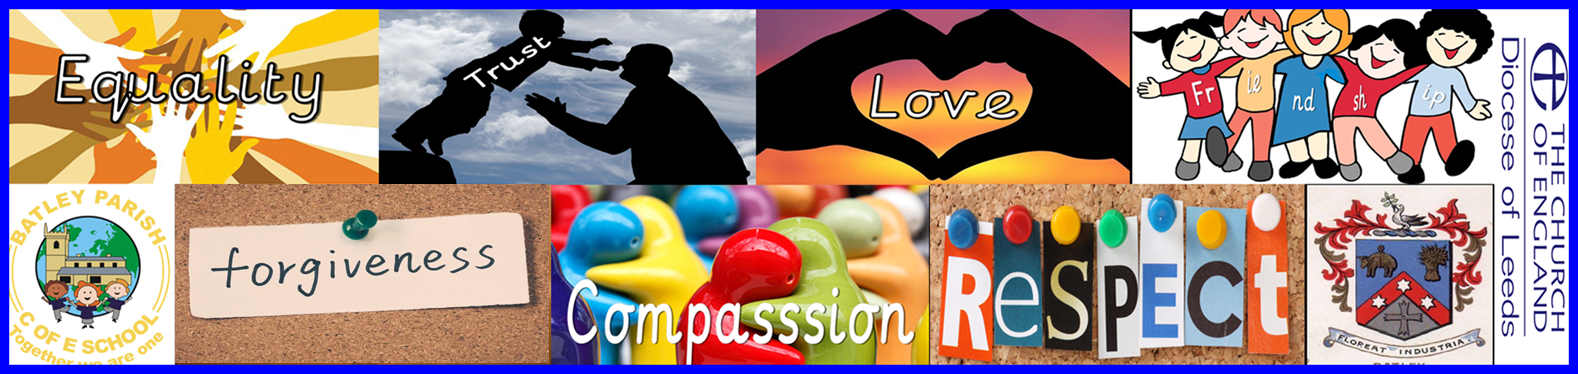 Equality
Trust
Love
Fr ie nd sh ip
THE CHURCH
OF ENGLAND
Diocese of Leeds
BATLEY PARISH
C OF E SCHOOL
Together we are one
forgiveness
Compasssion
ReSPECt
FLOREAT INDUSTRIA